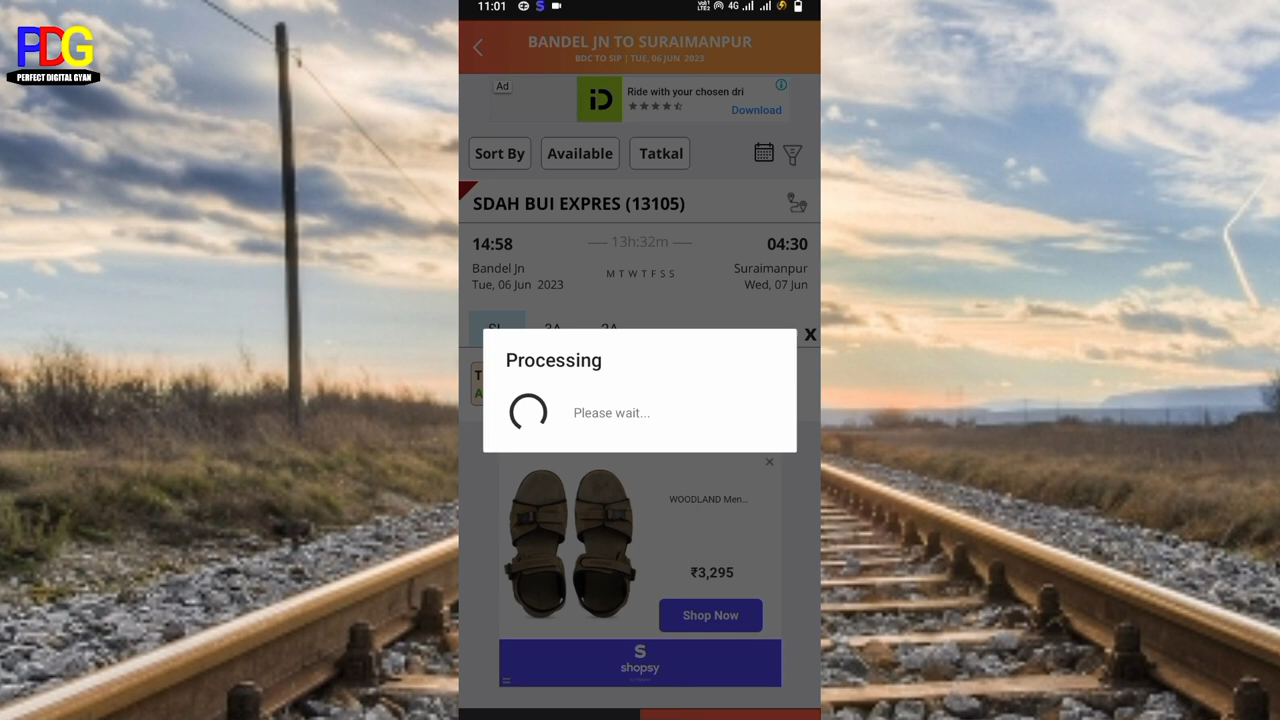 PDG
PERFECT DIGITAL GYAN
11:01
4G
BANDEL JN TO SURAIMANPUR
BDC TO SIP | TUE, 06 JUN 2023
Ad
iD
Ride with your chosen dri
Download
Sort By
Available
Tatkal
SDAH BUI EXPRES (13105)
14:58
13h:32m
04:30
Bandel Jn
M T W T F S S
Suraimanpur
Tue, 06 Jun 2023
Wed, 07 Jun
SL
3A
2A
X
Processing
Please wait...
WOODLAND Men...
₹3,295
Shop Now
S
shopsy